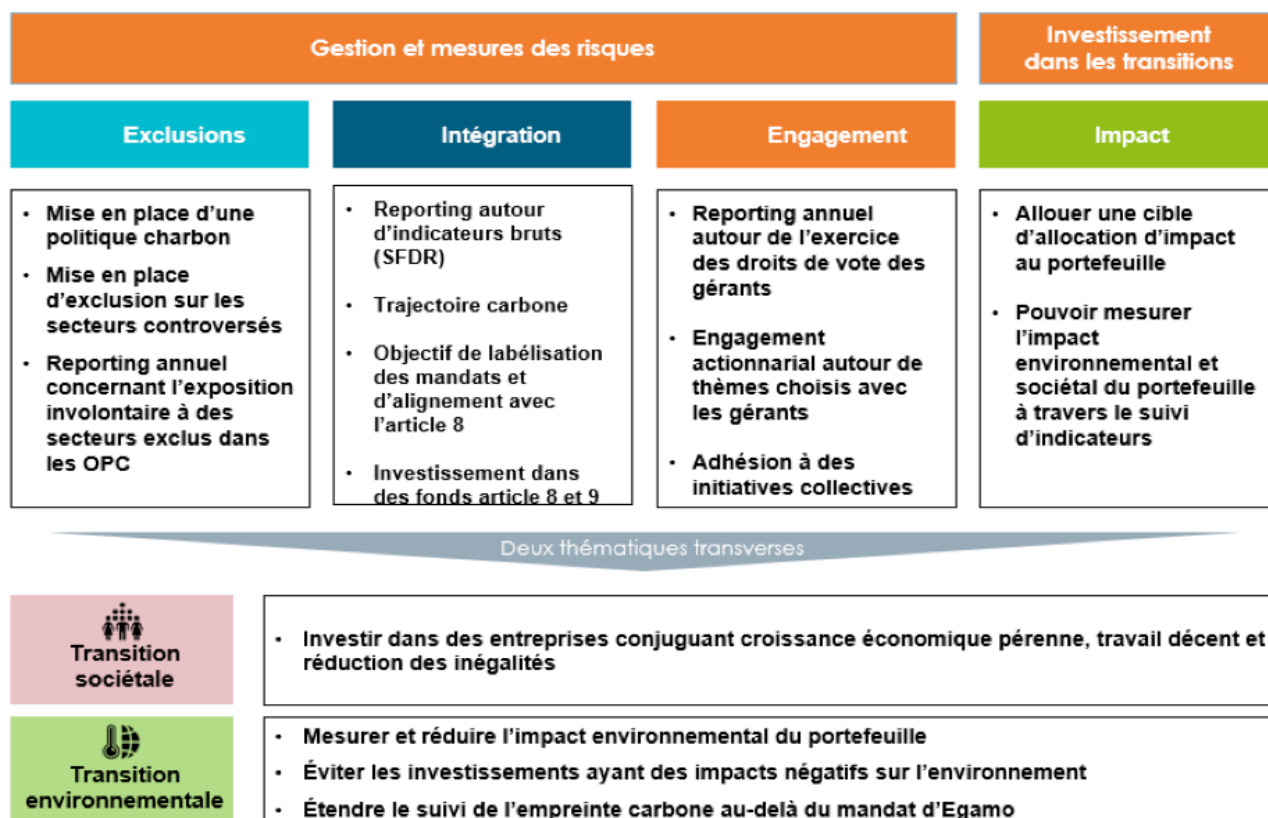 Gestion et mesures des risques
Investissement
dans les transitions
Exclusions
Intégration
Engagement
Impact
• Mise en place d’une
politique charbon
• Mise en place
d’exclusion sur les
secteurs controversés
• Reporting annuel
concernant l’exposition
involontaire à des
secteurs exclus dans
les OPC
• Reporting autour
d’indicateurs bruts
(SFDR)
• Trajectoire carbone
• Objectif de labélisation
des mandats et
d’alignement avec
l’article 8
• Investissement dans
des fonds article 8 et 9
• Reporting annuel
autour de l’exercice
des droits de vote des
gérants
• Engagement
actionnarial autour de
thèmes choisis avec
les gérants
• Adhésion à des
initiatives collectives
• Allouer une cible
d’allocation d’impact
au portefeuille
• Pouvoir mesurer
l’impact
environnemental et
sociétal du portefeuille
à travers le suivi
d’indicateurs
Deux thématiques transverses
Transition
sociétale
• Investir dans des entreprises conjuguant croissance économique pérenne, travail décent et
réduction des inégalités
Transition
environnementale
• Mesurer et réduire l’impact environnemental du portefeuille
• Éviter les investissements ayant des impacts négatifs sur l’environnement
• Étendre le suivi de l’empreinte carbone au-delà du mandat d’Egamo